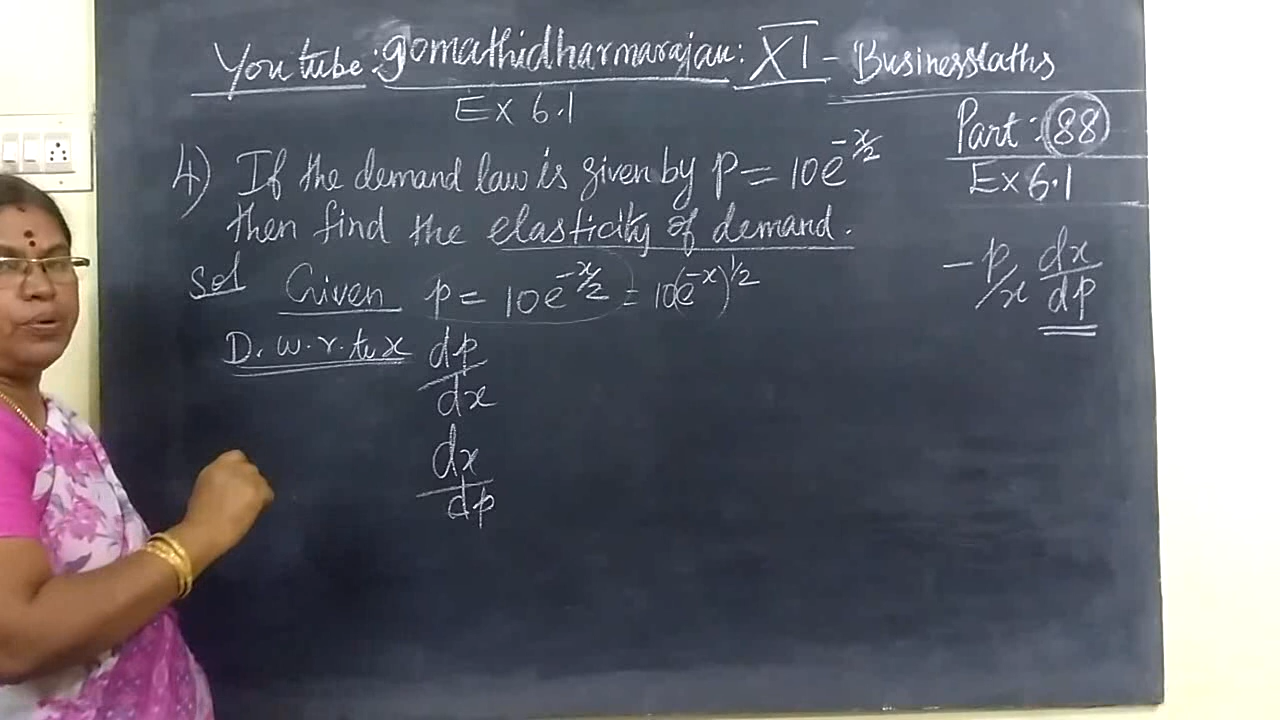 Youtube: gomathidharmarajan: XI - Businessmaths
Ex 6.1
Part: 88
Ex 6.1
4) If the demand law is given by p = 10e^{-x/2}
then find the elasticity of demand.
Sol Given p = 10e^{-x/2} = 10(e^{-x})^{1/2}
-p/x dx/dp
D. w. r. to x dp/dx
dx/dp